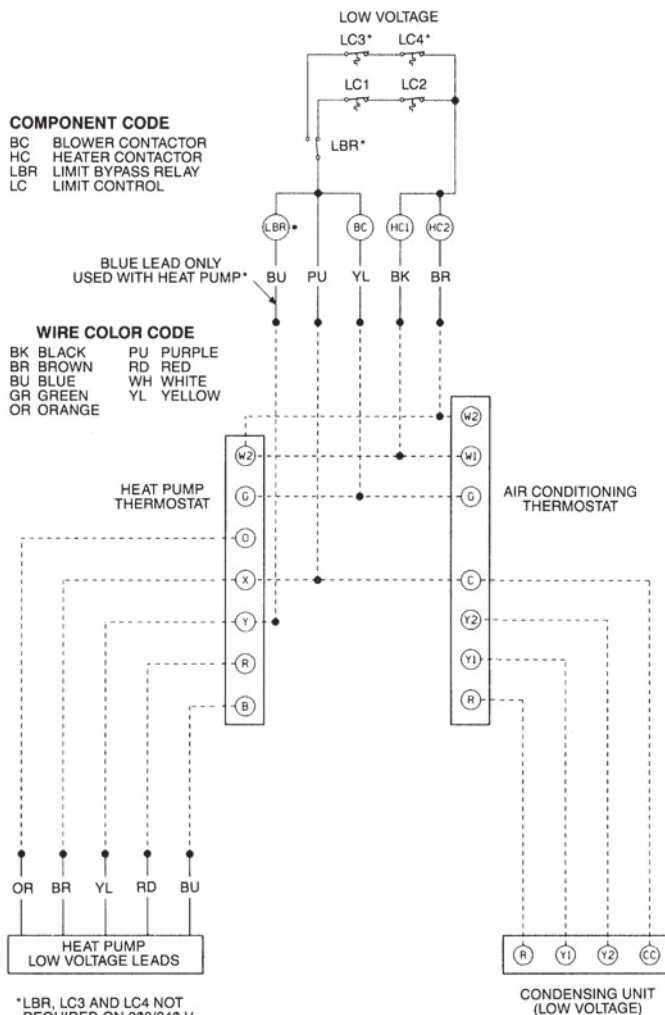 LOW VOLTAGE
LC3* LC4*
LC1 LC2
LBR*
COMPONENT CODE
BC BLOWER CONTACTOR
HC HEATER CONTACTOR
LBR LIMIT BYPASS RELAY
LC LIMIT CONTROL
LBR * BC HC1 HC2
BLUE LEAD ONLY
USED WITH HEAT PUMP*
BU PU YL BK BR
WIRE COLOR CODE
BK BLACK PU PURPLE
BR BROWN RD RED
BU BLUE WH WHITE
GR GREEN YL YELLOW
OR ORANGE
HEAT PUMP
THERMOSTAT
W2
G
O
X
Y
R
B
W2
W1
G
C
Y2
Y1
R
AIR CONDITIONING
THERMOSTAT
OR BR YL RD BU
HEAT PUMP
LOW VOLTAGE LEADS
R Y1 Y2 CC
CONDENSING UNIT
(LOW VOLTAGE)
*LBR, LC3 AND LC4 NOT